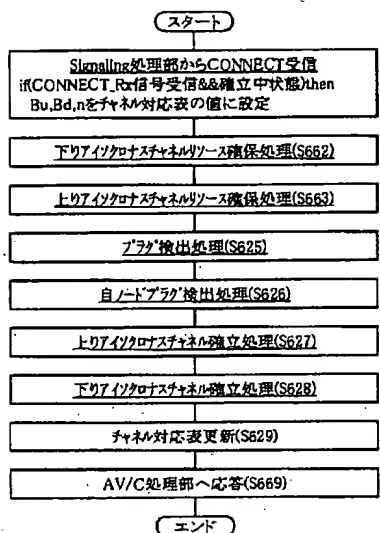 スタート
Signaling処理部からCONNECT受信
if(CONNECT_Rx信号受信&&確立中状態)then
Bu,Bd,nをチャネル対応表の値に設定
下りアイソクロナスチャネルリソース確保処理(S662)
上りアイソクロナスチャネルリソース確保処理(S663)
プラグ検出処理(S625)
自ノードプラグ検出処理(S626)
上りアイソクロナスチャネル確立処理(S627)
下りアイソクロナスチャネル確立処理(S628)
チャネル対応表更新(S629)
AV/C処理部へ応答(S669)
エンド